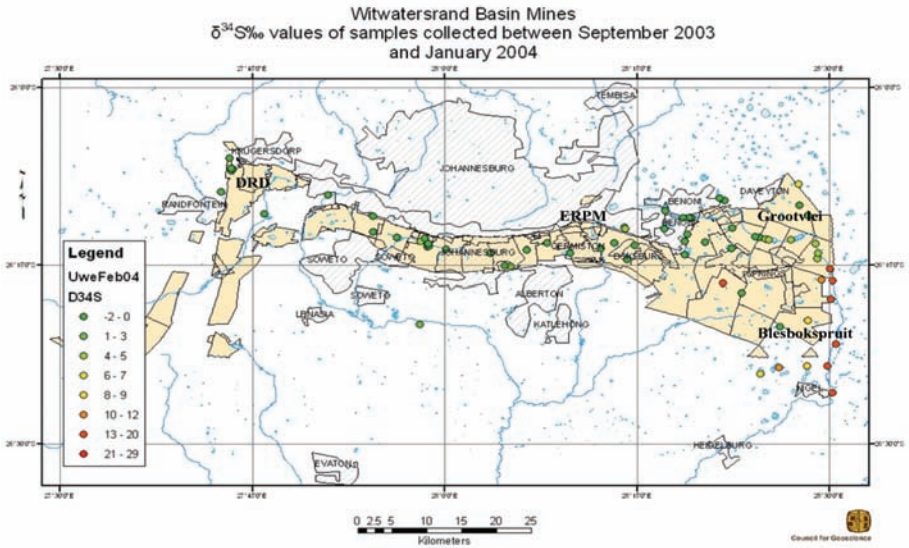 Witwatersrand Basin Mines
δ³⁴S‰ values of samples collected between September 2003
and January 2004
TEMBISA
KRUGERSDORP
JOHANNESBURG
DRD
RANDFONTEIN
BENONI
DAVEYTON
ERPM
Grootvlei
SOWETO
SOWETO
JOHANNESBURG
GERMISTON
BOKSBURG
SPRINGS
SOWETO
ALBERTON
LENASIA
KATLEHONG
Blesbokspruit
NIGEL
HEIDELBURG
EVATON
Legend
UweFeb04
D34S
-2 - 0
1 - 3
4 - 5
6 - 7
8 - 9
10 - 12
13 - 20
21 - 29
0 2.5 5 10 15 20 25
Kilometers
Council for Geoscience